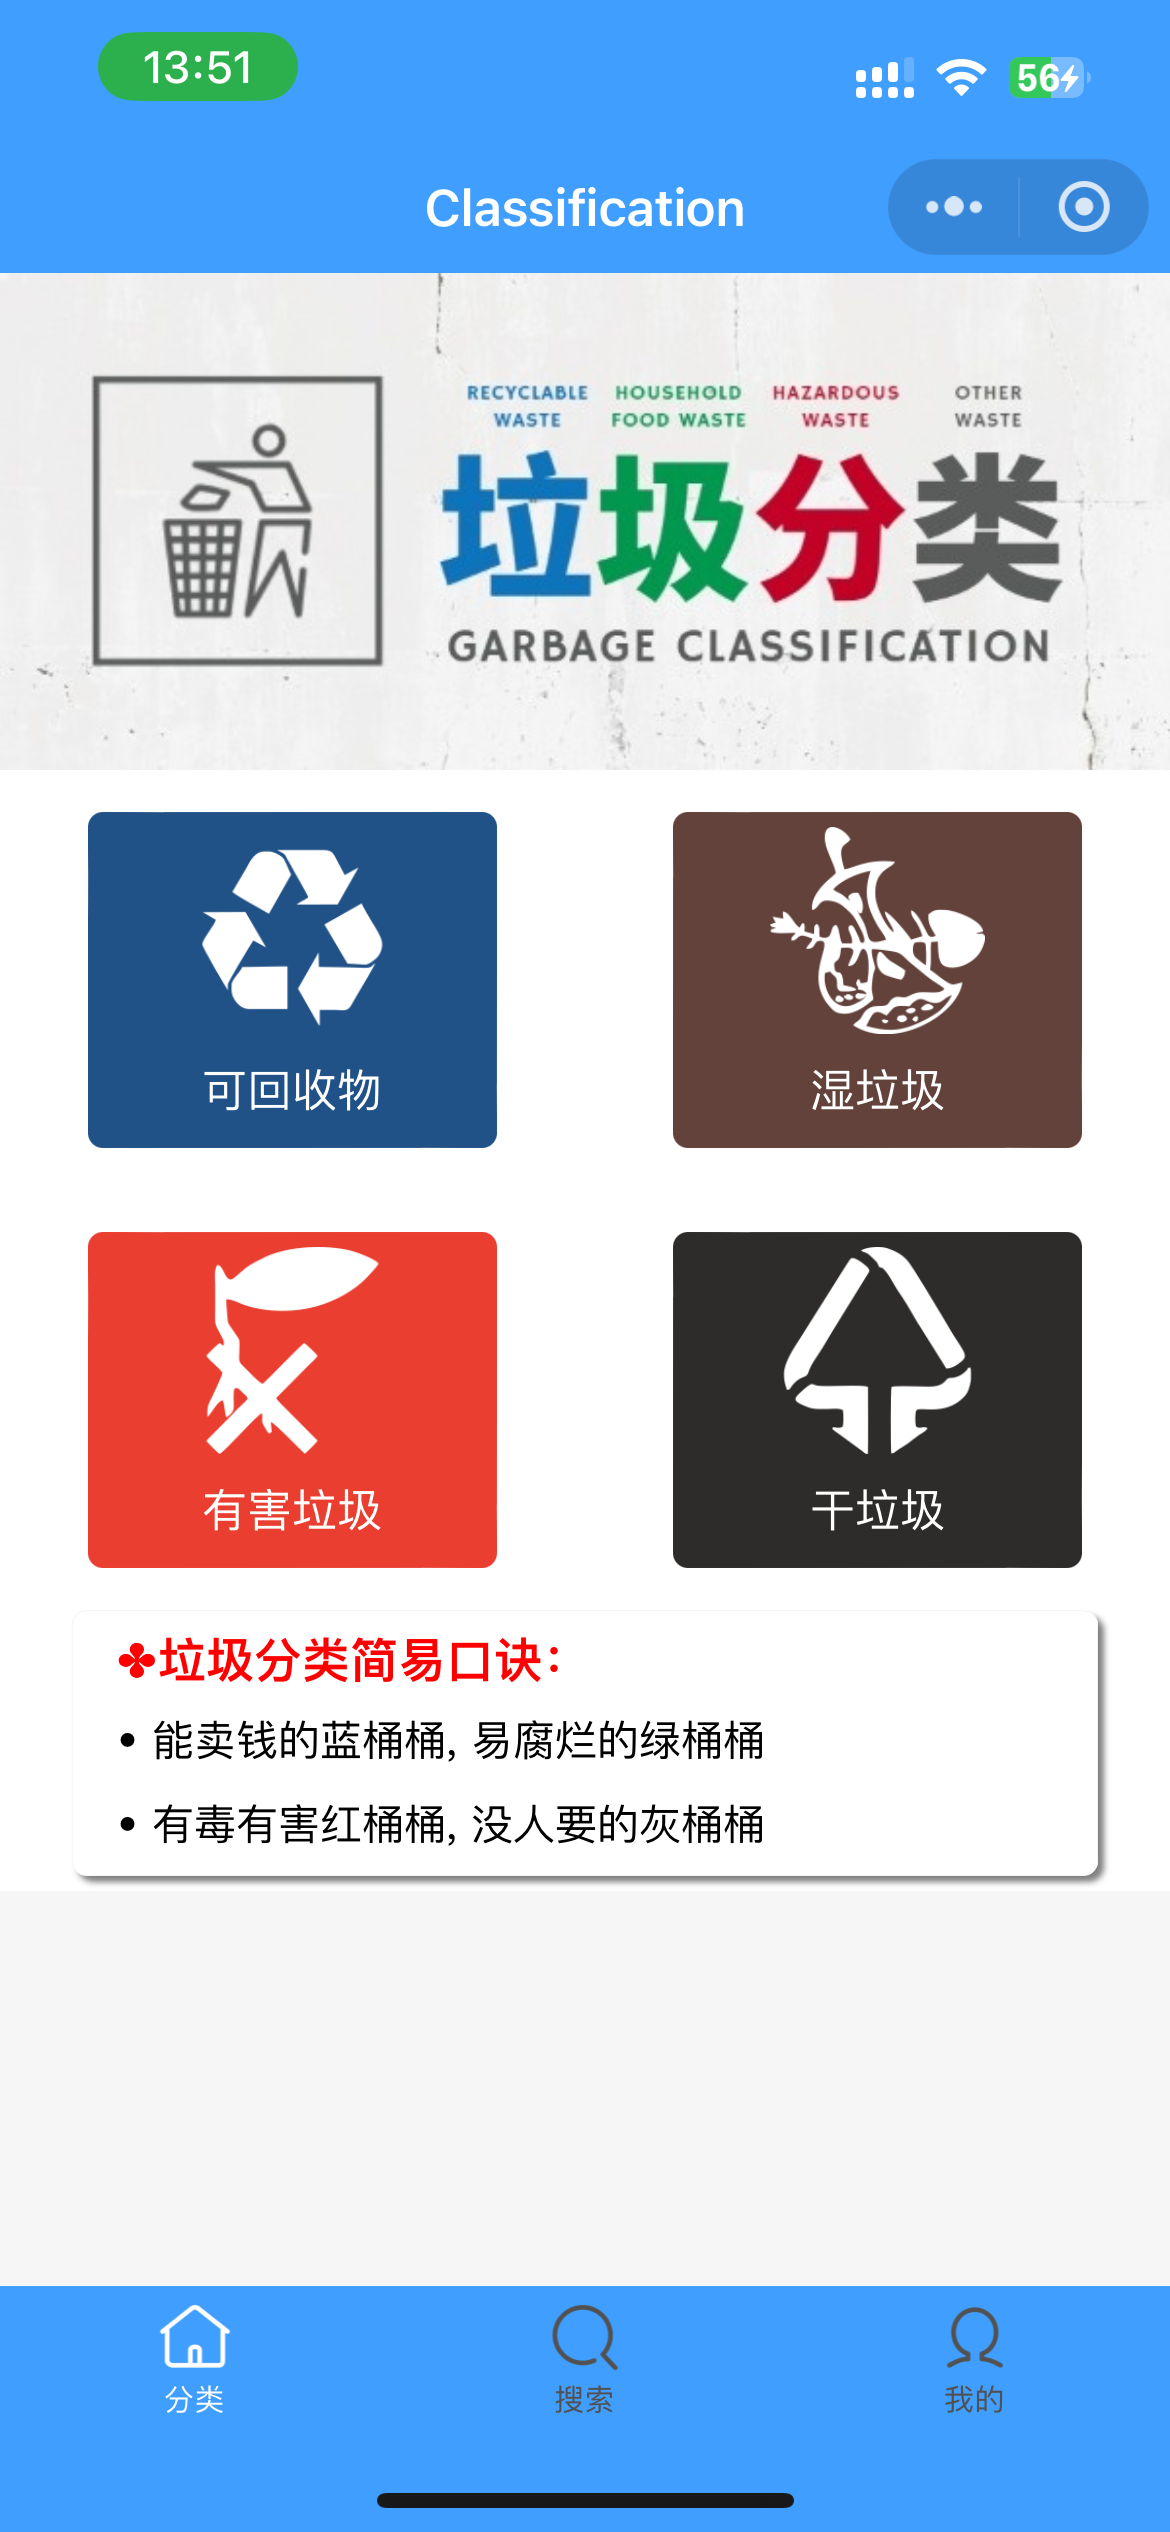 13:51
56
Classification
RECYCLABLE WASTE
HOUSEHOLD FOOD WASTE
HAZARDOUS WASTE
OTHER WASTE
垃圾分类
GARBAGE CLASSIFICATION
可回收物
湿垃圾
有害垃圾
干垃圾
✤垃圾分类简易口诀：
• 能卖钱的蓝桶桶, 易腐烂的绿桶桶
• 有毒有害红桶桶, 没人要的灰桶桶
分类
搜索
我的